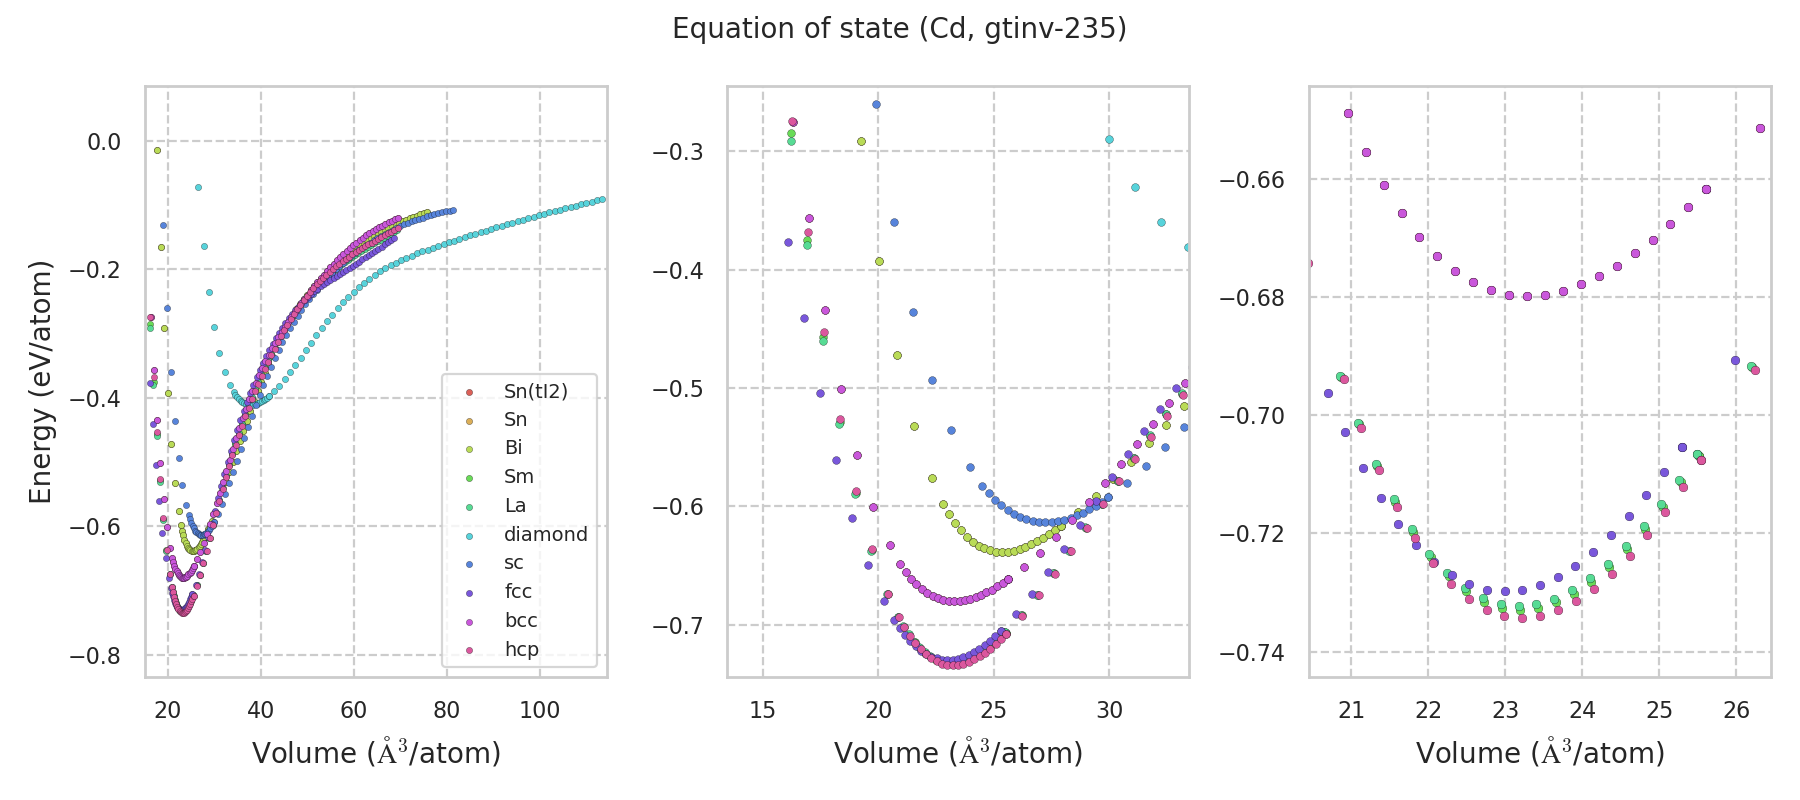 Equation of state (Cd, gtinv-235)
Energy (eV/atom)
0.0
−0.2
−0.4
−0.6
−0.8
20 40 60 80 100
Volume (Å³/atom)
Sn(tI2)
Sn
Bi
Sm
La
diamond
sc
fcc
bcc
hcp
−0.3
−0.4
−0.5
−0.6
−0.7
15 20 25 30
Volume (Å³/atom)
−0.66
−0.68
−0.70
−0.72
−0.74
21 22 23 24 25 26
Volume (Å³/atom)